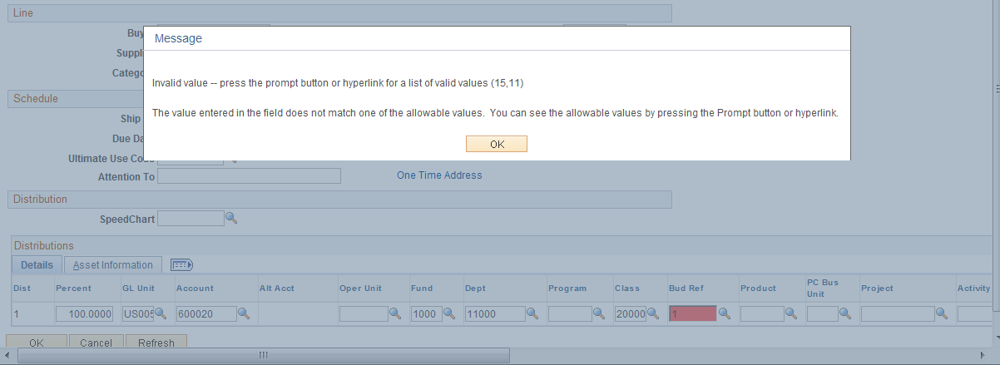 Line
Buy
Message
Suppli
Catego
Invalid value -- press the prompt button or hyperlink for a list of valid values (15,11)
The value entered in the field does not match one of the allowable values. You can see the allowable values by pressing the Prompt button or hyperlink.
OK
Schedule
Ship
Due Da
Ultimate Use Code
Attention To
One Time Address
Distribution
SpeedChart
Distributions
Details
Asset Information
Dist Percent GL Unit Account Alt Acct Oper Unit Fund Dept Program Class Bud Ref Product PC Bus Unit Project Activity
1 100.0000 US005 600020 1000 11000 20000 1
OK Cancel Refresh